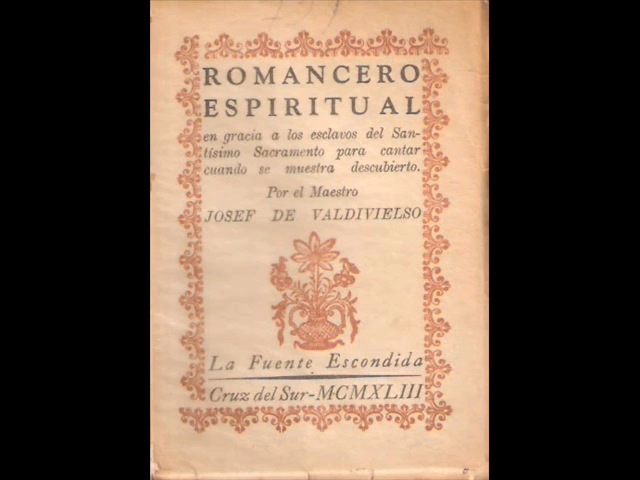 ROMANCERO
ESPIRITUAL
en gracia a los esclavos del San-
tísimo Sacramento para cantar
cuando se muestra descubierto.
Por el Maestro
JOSEF DE VALDIVIELSO
La Fuente Escondida
Cruz del Sur-MCMXLIII